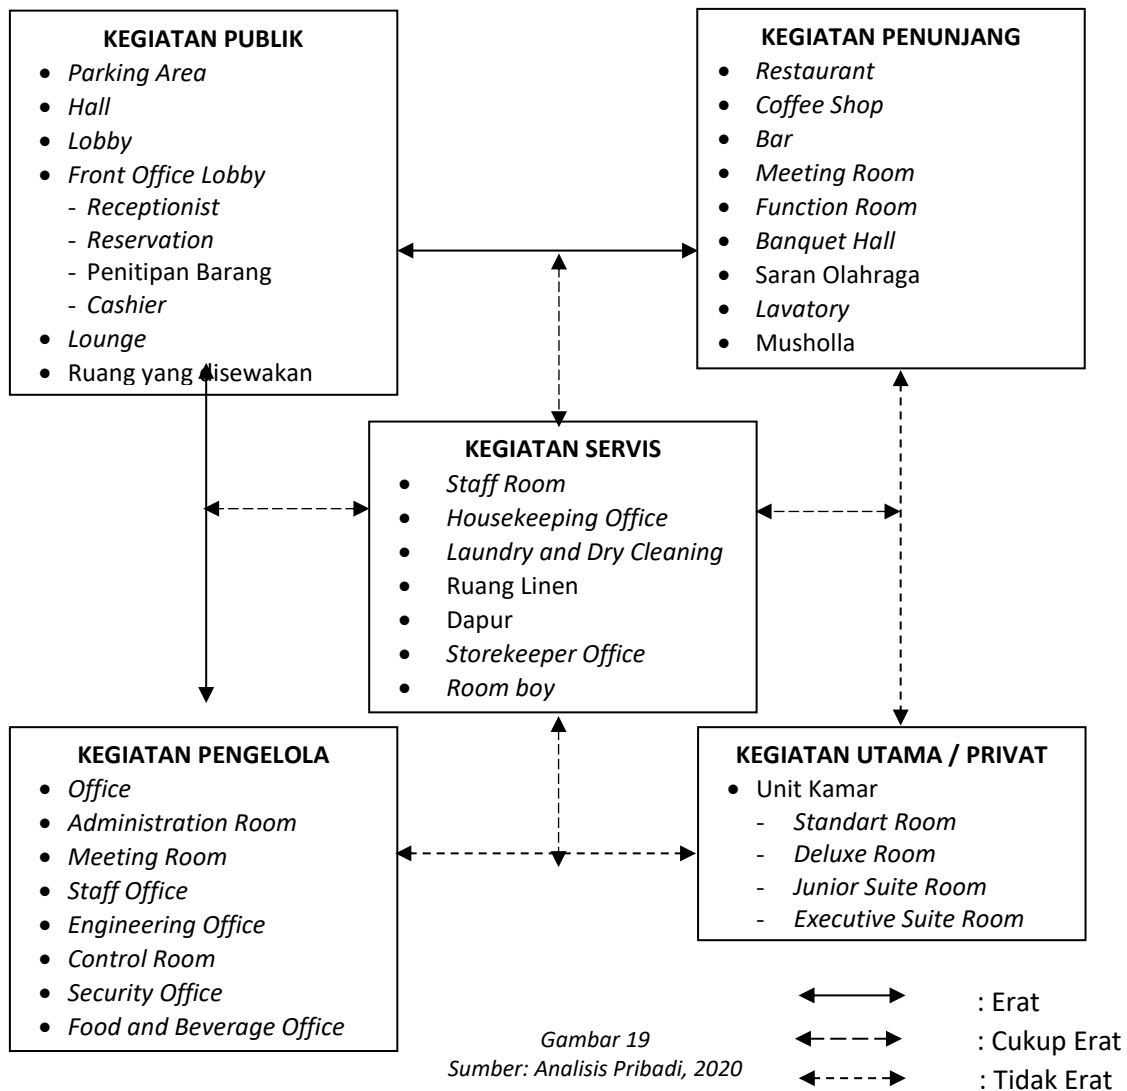 KEGIATAN PUBLIK
• Parking Area
• Hall
• Lobby
• Front Office Lobby
- Receptionist
- Reservation
- Penitipan Barang
- Cashier
• Lounge
• Ruang yang disewakan
KEGIATAN PENUNJANG
• Restaurant
• Coffee Shop
• Bar
• Meeting Room
• Function Room
• Banquet Hall
• Saran Olahraga
• Lavatory
• Musholla
KEGIATAN SERVIS
• Staff Room
• Housekeeping Office
• Laundry and Dry Cleaning
• Ruang Linen
• Dapur
• Storekeeper Office
• Room boy
KEGIATAN PENGELOLA
• Office
• Administration Room
• Meeting Room
• Staff Office
• Engineering Office
• Control Room
• Security Office
• Food and Beverage Office
KEGIATAN UTAMA / PRIVAT
• Unit Kamar
- Standart Room
- Deluxe Room
- Junior Suite Room
- Executive Suite Room
Gambar 19
Sumber: Analisis Pribadi, 2020
: Erat
: Cukup Erat
: Tidak Erat